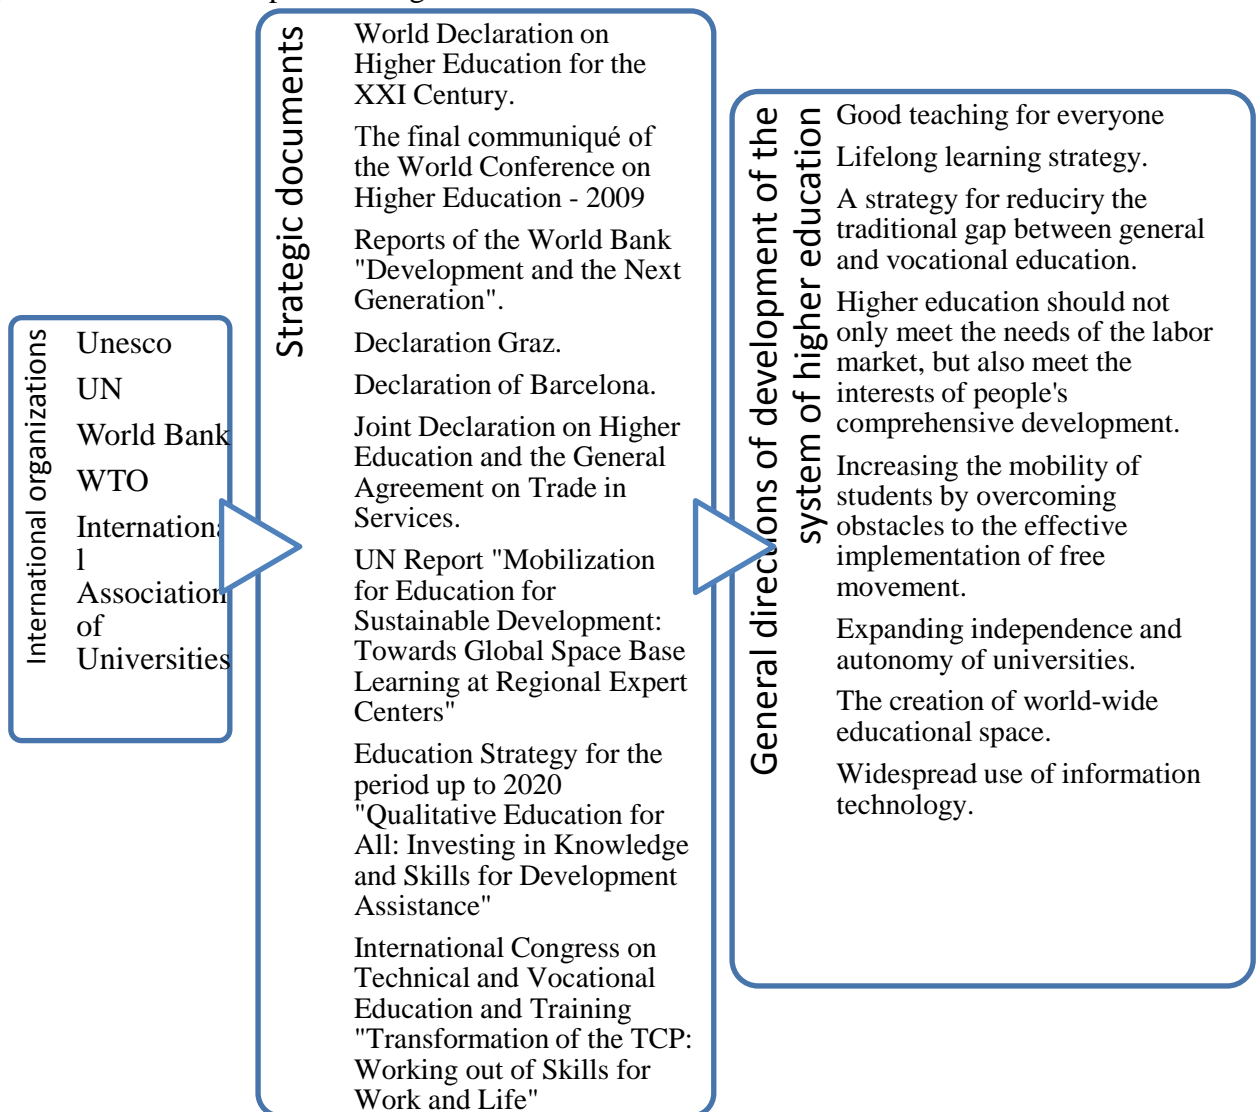 International organizations
Unesco
UN
World Bank
WTO
Internationa
l
Association
of
Universities
Strategic documents
World Declaration on
Higher Education for the
XXI Century.
The final communiqué of
the World Conference on
Higher Education - 2009
Reports of the World Bank
"Development and the Next
Generation".
Declaration Graz.
Declaration of Barcelona.
Joint Declaration on Higher
Education and the General
Agreement on Trade in
Services.
UN Report "Mobilization
for Education for
Sustainable Development:
Towards Global Space Base
Learning at Regional Expert
Centers"
Education Strategy for the
period up to 2020
"Qualitative Education for
All: Investing in Knowledge
and Skills for Development
Assistance"
International Congress on
Technical and Vocational
Education and Training
"Transformation of the TCP:
Working out of Skills for
Work and Life"
General directions of development of the
system of higher education
Good teaching for everyone
Lifelong learning strategy.
A strategy for reduciry the
traditional gap between general
and vocational education.
Higher education should not
only meet the needs of the labor
market, but also meet the
interests of people's
comprehensive development.
Increasing the mobility of
students by overcoming
obstacles to the effective
implementation of free
movement.
Expanding independence and
autonomy of universities.
The creation of world-wide
educational space.
Widespread use of information
technology.